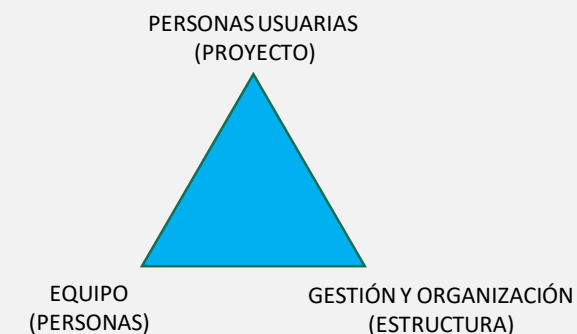 PERSONAS USUARIAS
(PROYECTO)
EQUIPO
(PERSONAS)
GESTIÓN Y ORGANIZACIÓN
(ESTRUCTURA)